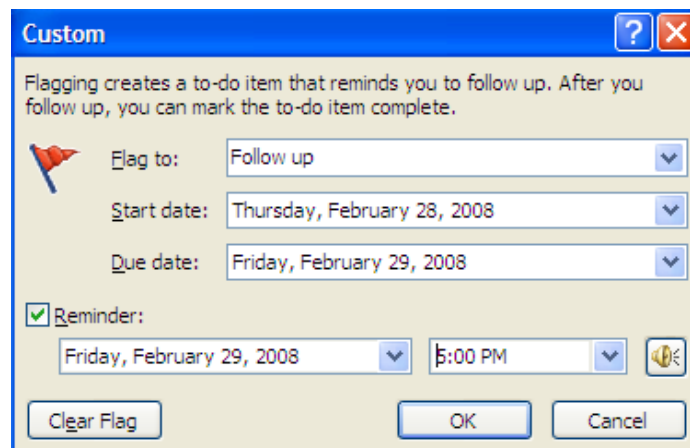 Custom
Flagging creates a to-do item that reminds you to follow up. After you
follow up, you can mark the to-do item complete.
Flag to: Follow up
Start date: Thursday, February 28, 2008
Due date: Friday, February 29, 2008
Reminder:
Friday, February 29, 2008 5:00 PM
Clear Flag OK Cancel